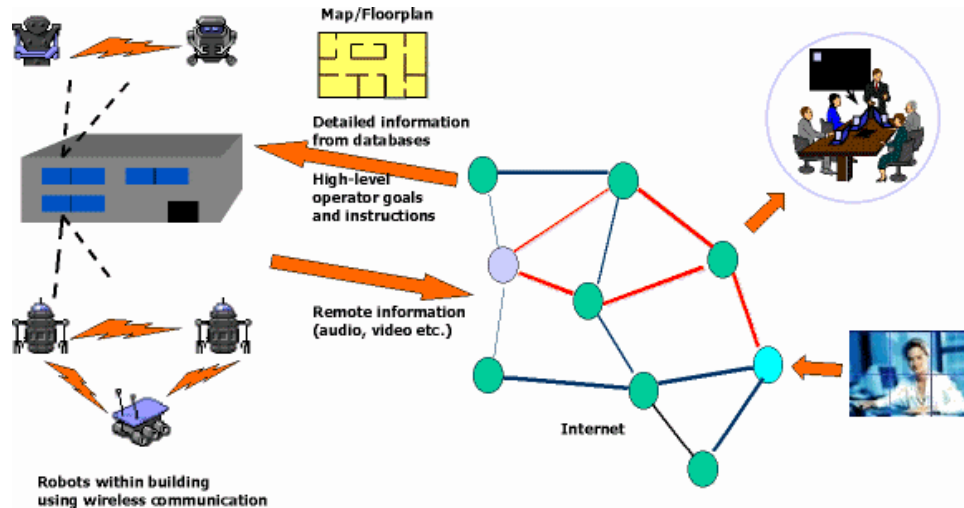 Map/Floorplan
Detailed information
from databases
High-level
operator goals
and instructions
Remote information
(audio, video etc.)
Internet
Robots within building
using wireless communication